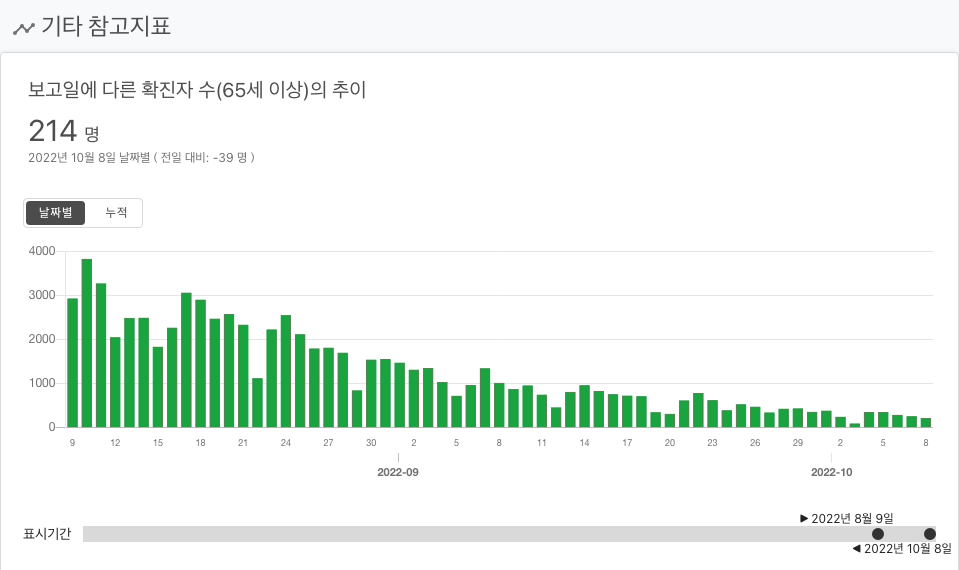 기타 참고지표
보고일에 다른 확진자 수(65세 이상)의 추이
214 명
2022년 10월 8일 날짜별 ( 전일 대비: -39 명 )
날짜별 누적
4000
3000
2000
1000
0
9 12 15 18 21 24 27 30 2 5 8 11 14 17 20 23 26 29 2 5 8
2022-09 2022-10
▶ 2022년 8월 9일
표시기간
◀ 2022년 10월 8일